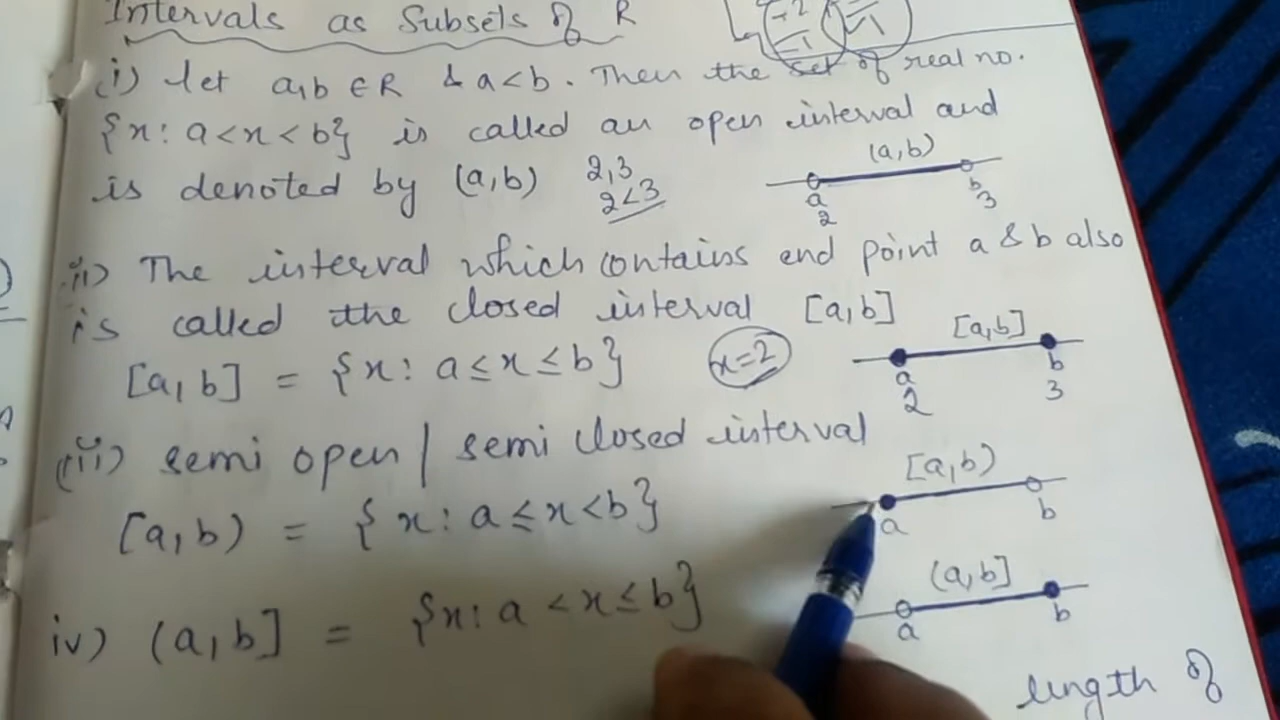 Intervals as Subsets of R
(i) let a,b ∈ R & a<b. Then the set of real no.
{x: a<x<b} is called an open interval and
is denoted by (a,b)
2,3
2<3
(a,b)
a b
2 3
ii) The interval which contains end point a & b also
is called the closed interval [a,b]
[a,b] = {x: a≤x≤b}
x=2
[a,b]
a b
2 3
(iii) semi open / semi closed interval
[a,b) = {x: a≤x<b}
[a,b)
a b
iv) (a,b] = {x: a<x≤b}
(a,b]
a b
length of